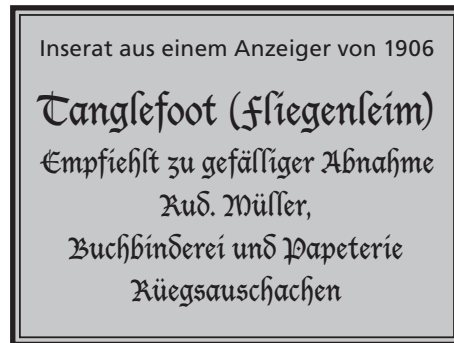 Inserat aus einem Anzeiger von 1906
Tanglefoot (Fliegenleim)
Empfiehlt zu gefälliger Abnahme
Rud. Müller,
Buchbinderei und Papeterie
Rüegsauschachen